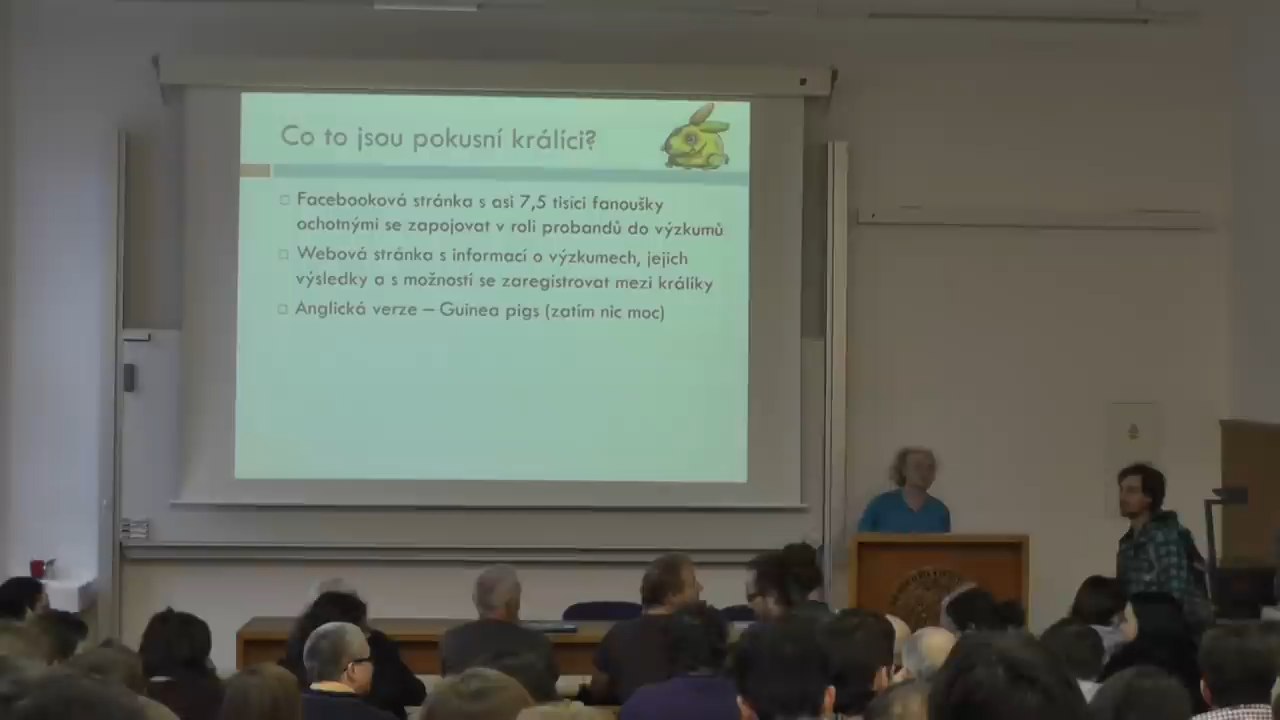 Co to jsou pokusní králíci?
Facebooková stránka s asi 7,5 tisíci fanoušky
ochotnými se zapojovat v roli probandů do výzkumů
Webová stránka s informací o výzkumech, jejich
výsledky a s možností se zaregistrovat mezi králíky
Anglická verze – Guinea pigs (zatím nic moc)